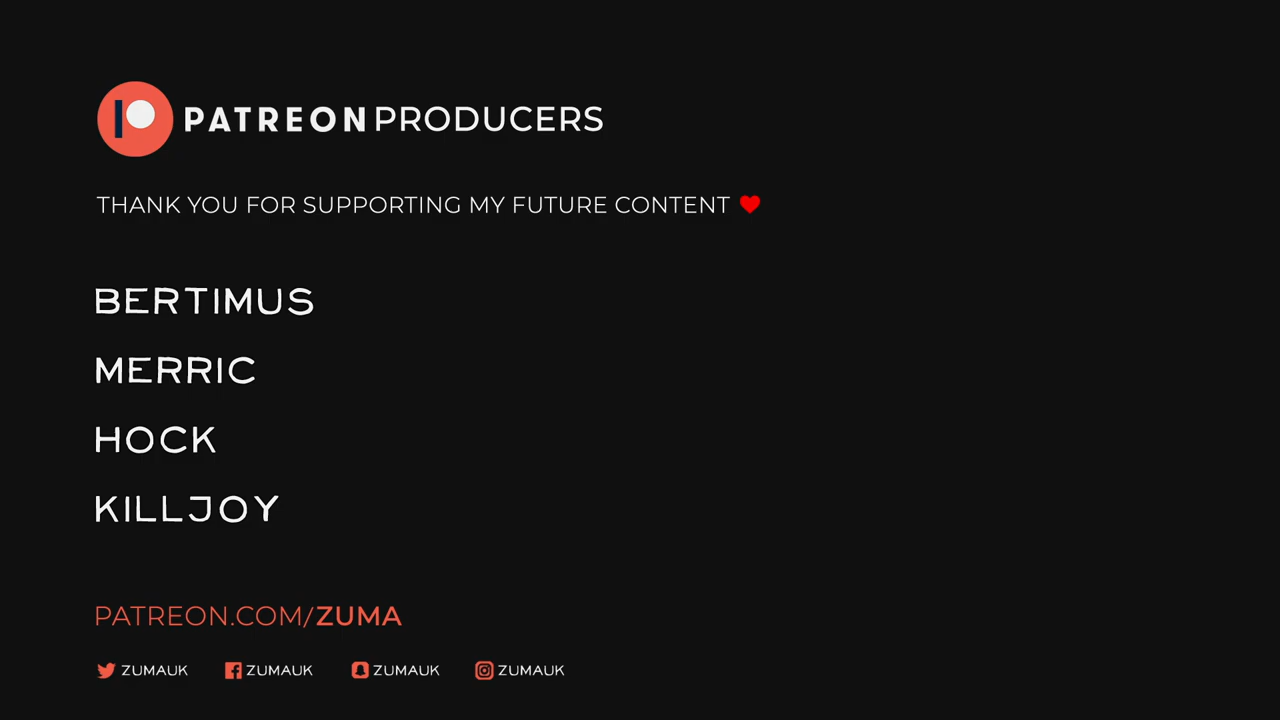 PATREON PRODUCERS
THANK YOU FOR SUPPORTING MY FUTURE CONTENT
BERTIMUS
MERRIC
HOCK
KILLJOY
PATREON.COM/ZUMA
ZUMAUK ZUMAUK ZUMAUK ZUMAUK